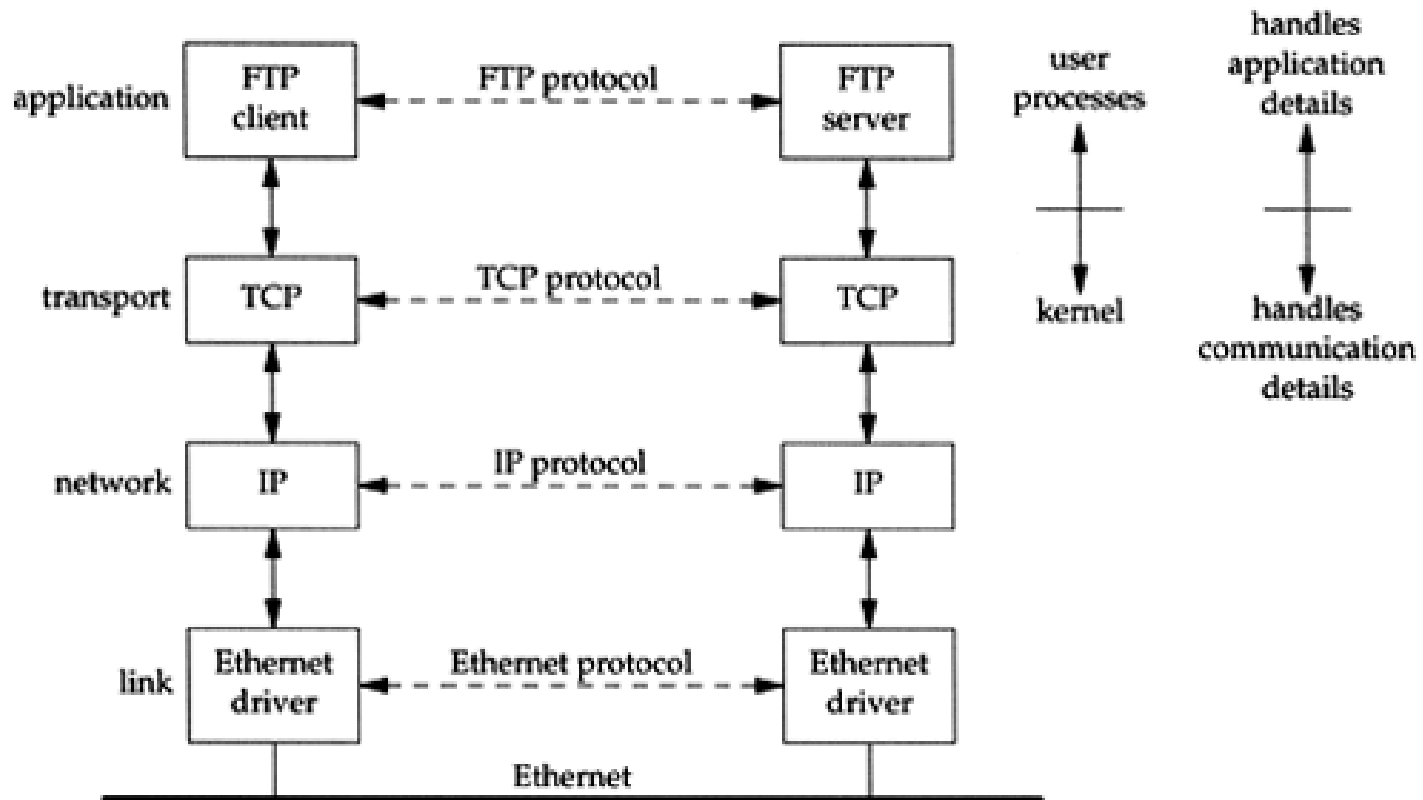 handles
application
details
user
processes
application
FTP
client
FTP protocol
FTP
server
transport
TCP
TCP protocol
TCP
kernel
handles
communication
details
network
IP
IP protocol
IP
link
Ethernet
driver
Ethernet protocol
Ethernet
driver
Ethernet